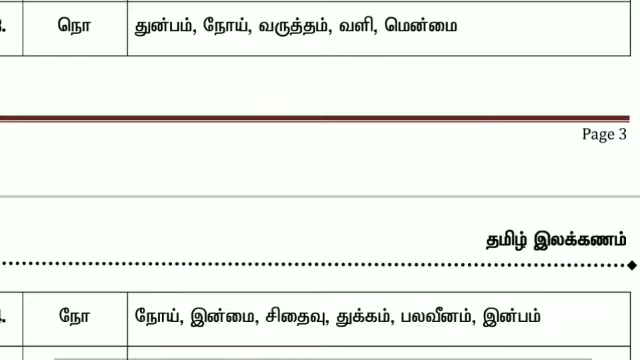 நொ துன்பம், நோய், வருத்தம், வளி, மென்மை
Page 3
தமிழ் இலக்கணம்
நோ நோய், இன்மை, சிதைவு, துக்கம், பலவீனம், இன்பம்